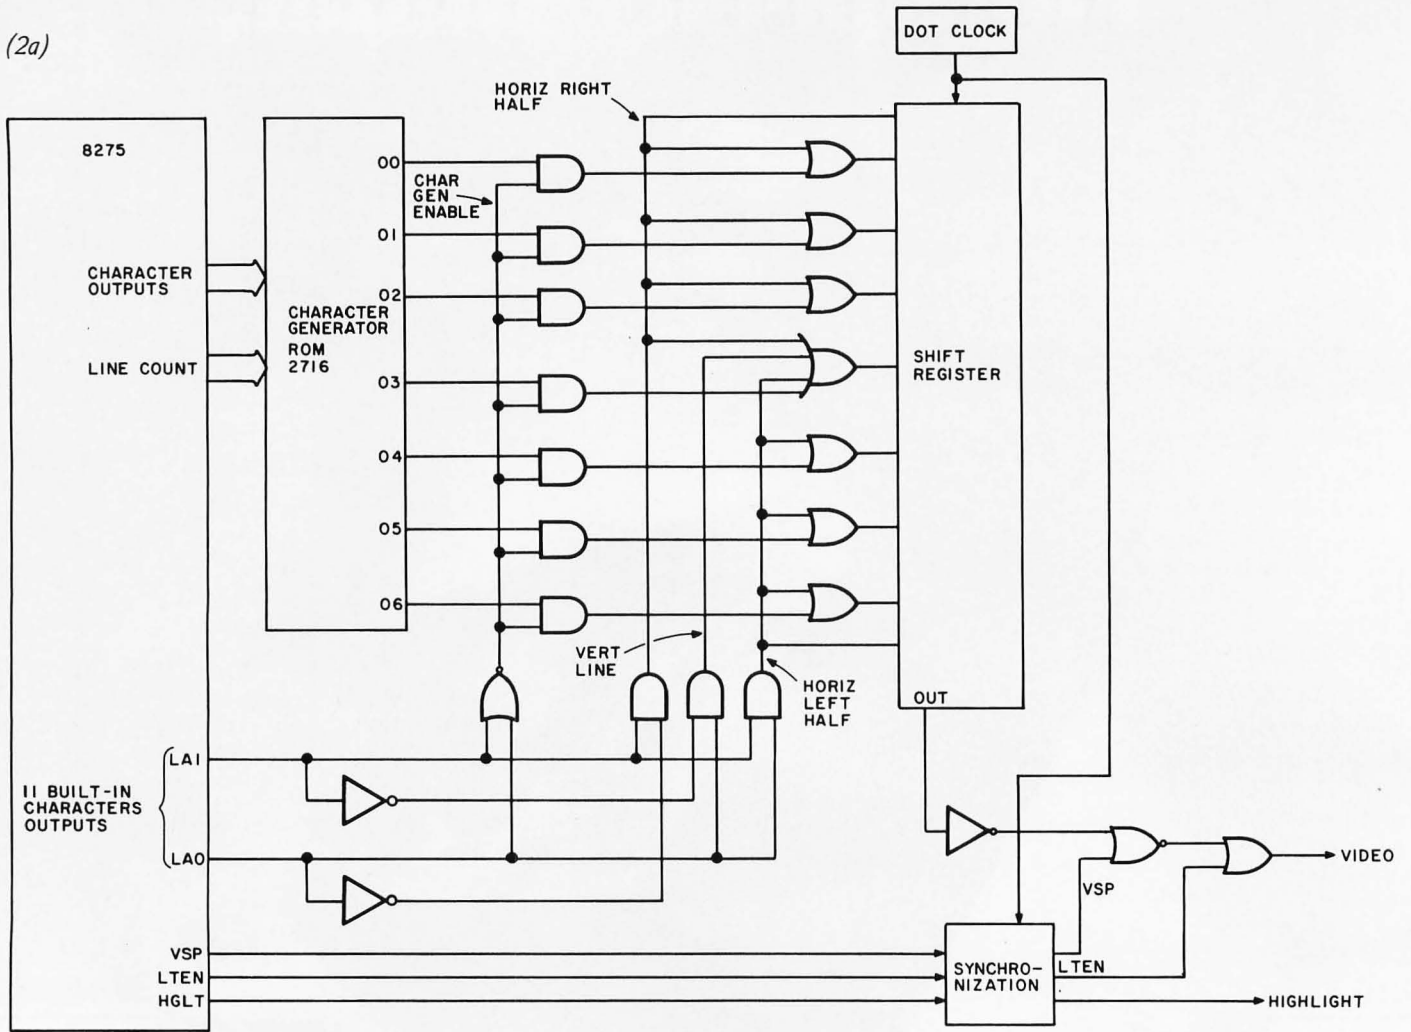 (2a)
DOT CLOCK
HORIZ RIGHT
HALF
8275
00
CHAR
GEN
ENABLE
01
CHARACTER
OUTPUTS
02
CHARACTER
GENERATOR
ROM
2716
LINE COUNT
SHIFT
REGISTER
03
04
05
06
VERT
LINE
HORIZ
LEFT
HALF
OUT
LA1
11 BUILT-IN
CHARACTERS
OUTPUTS
LA0
VIDEO
VSP
VSP
LTEN
HGLT
SYNCHRO-
NIZATION
LTEN
HIGHLIGHT